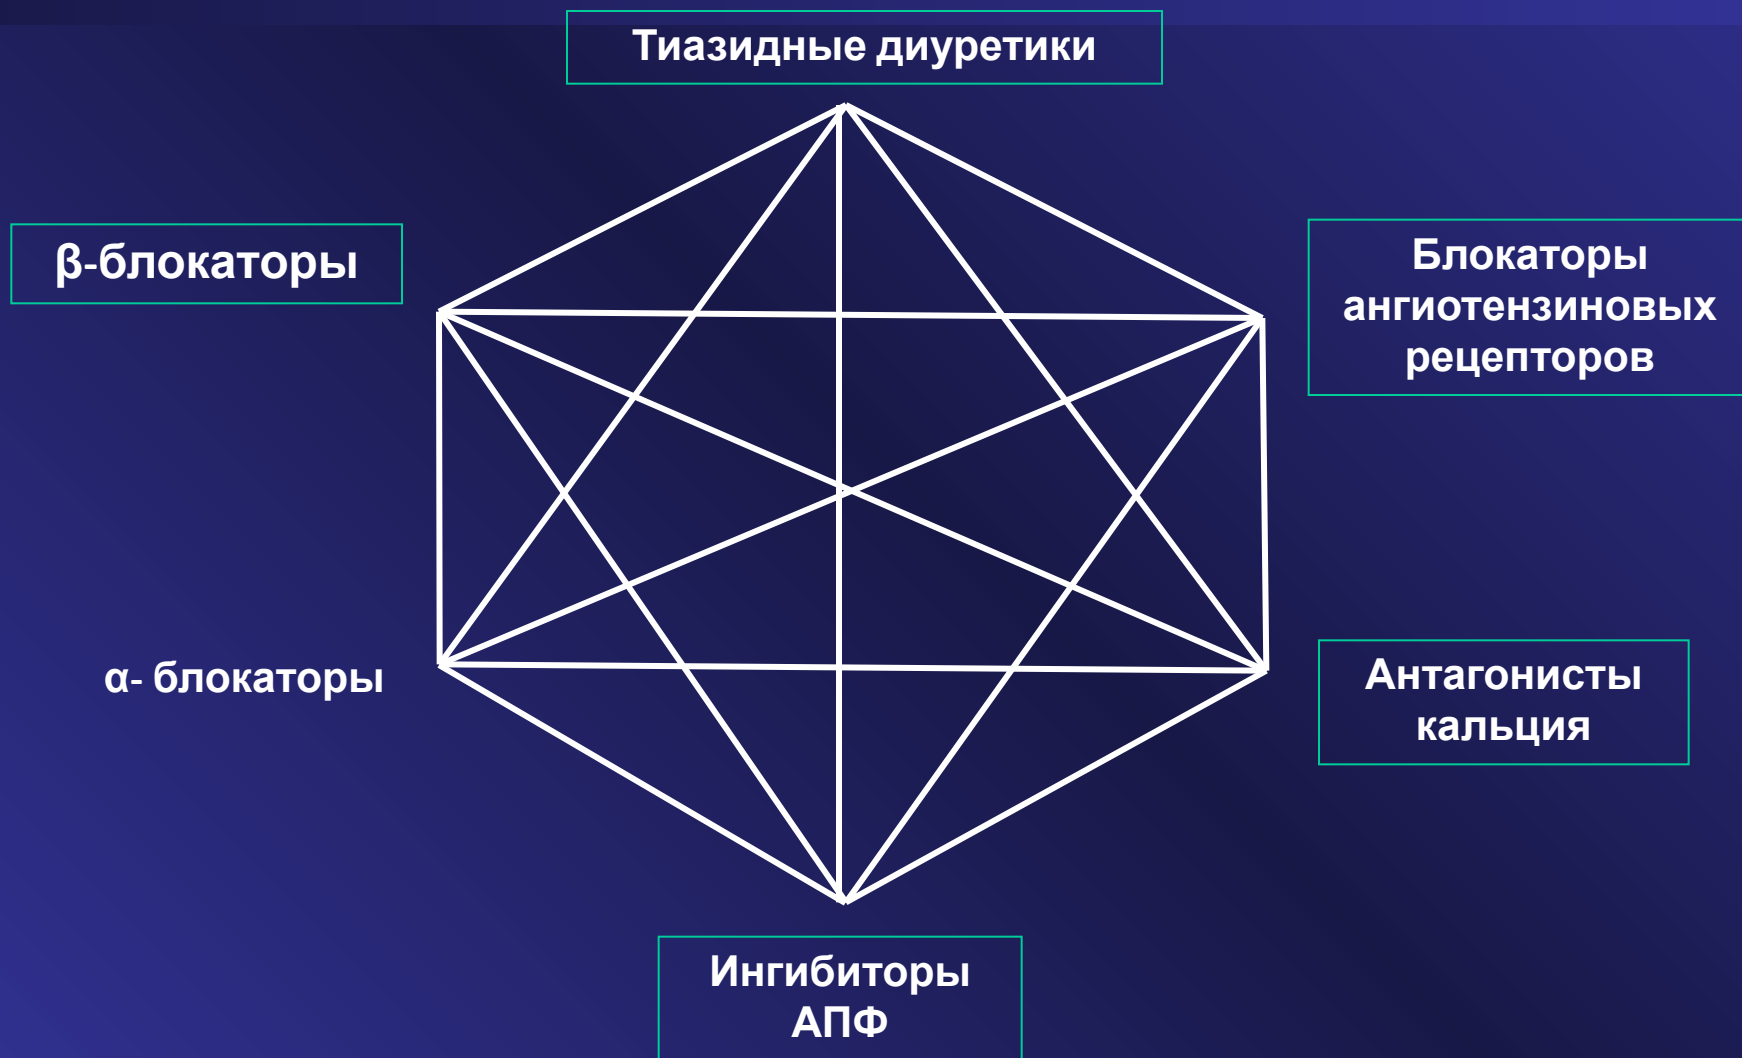 Тиазидные диуретики
β-блокаторы
Блокаторы
ангиотензиновых
рецепторов
α- блокаторы
Антагонисты
кальция
Ингибиторы
АПФ